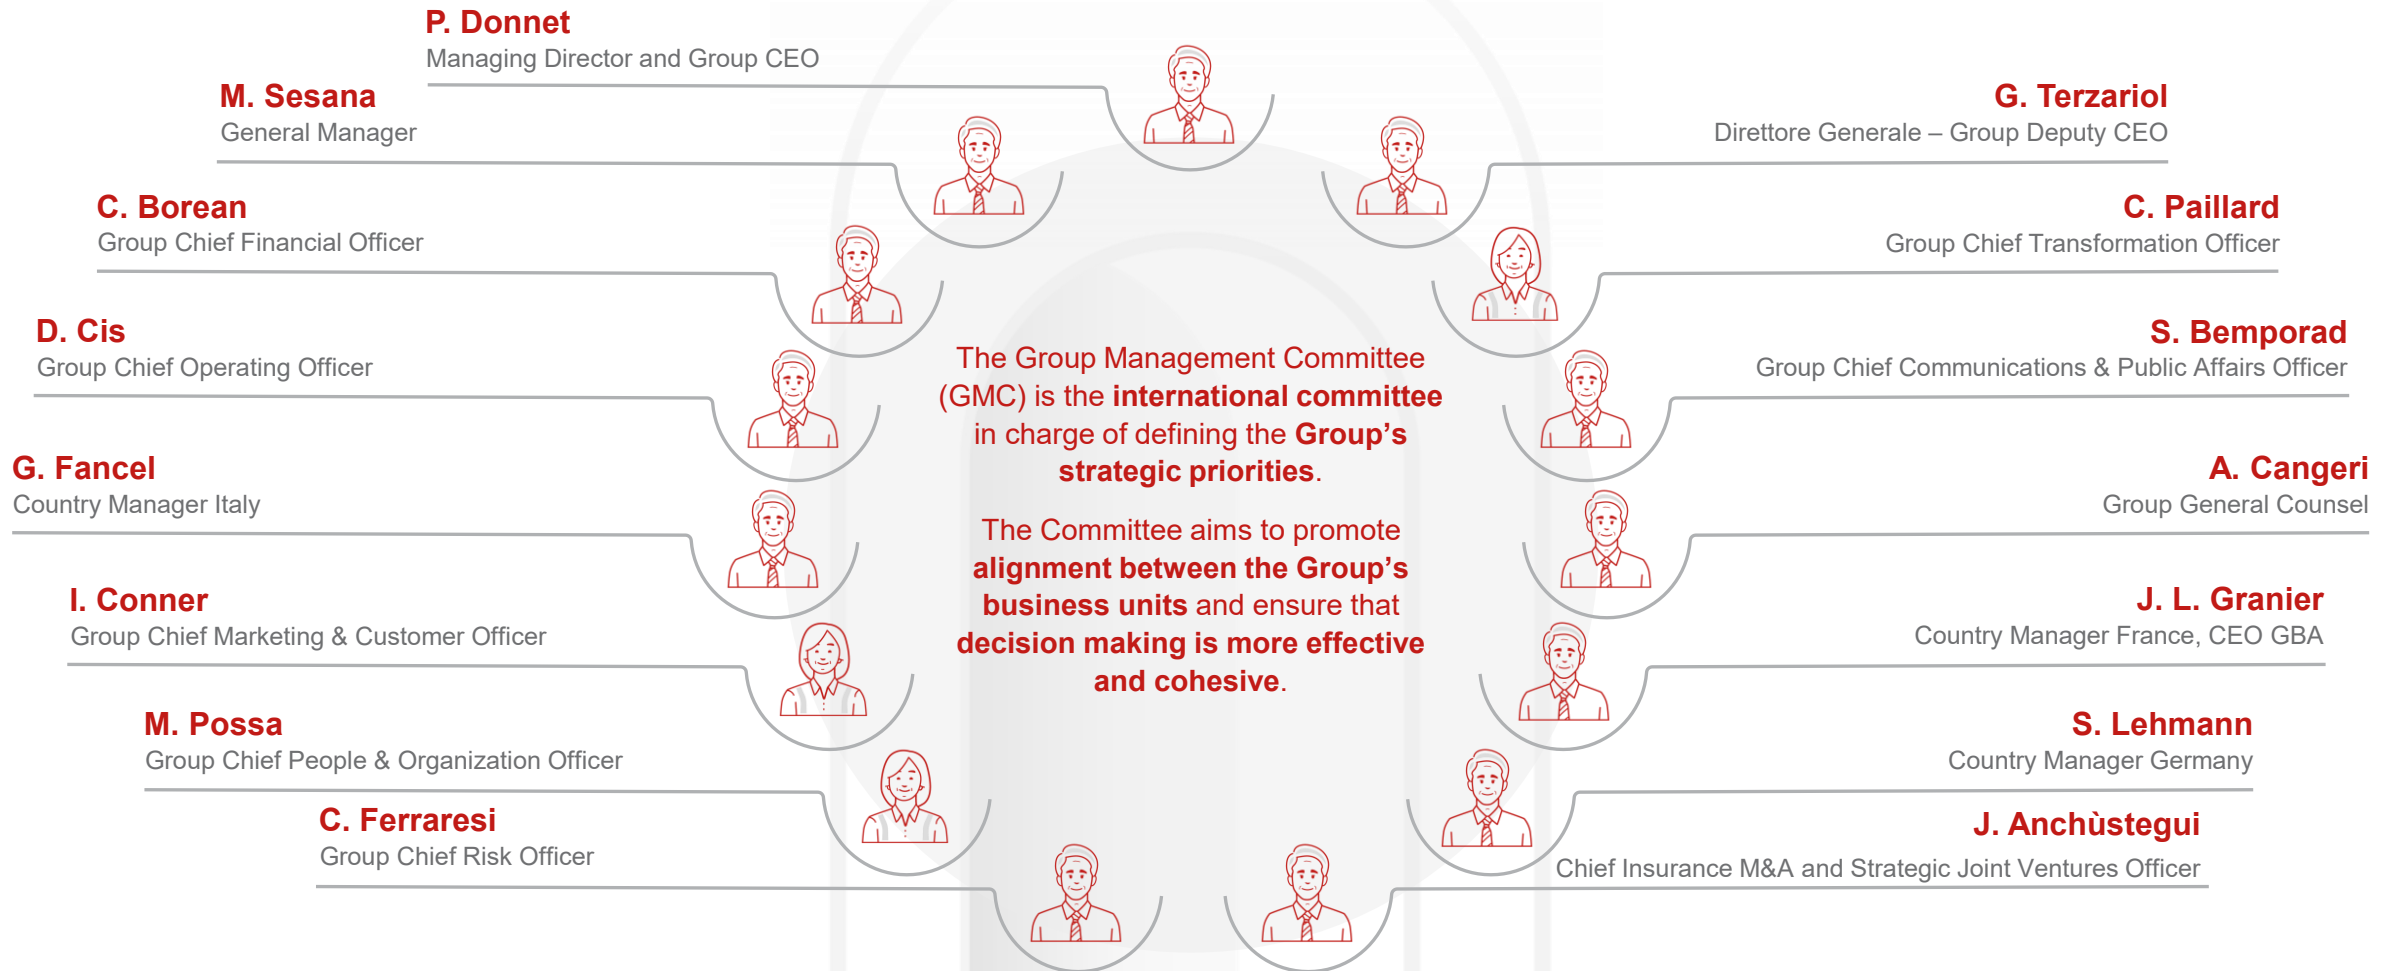 P. Donnet
Managing Director and Group CEO
M. Sesana
General Manager
C. Borean
Group Chief Financial Officer
D. Cis
Group Chief Operating Officer
G. Fancel
Country Manager Italy
I. Conner
Group Chief Marketing & Customer Officer
M. Possa
Group Chief People & Organization Officer
C. Ferraresi
Group Chief Risk Officer
The Group Management Committee
(GMC) is the international committee
in charge of defining the Group’s
strategic priorities.
The Committee aims to promote
alignment between the Group’s
business units and ensure that
decision making is more effective
and cohesive.
G. Terzariol
Direttore Generale – Group Deputy CEO
C. Paillard
Group Chief Transformation Officer
S. Bemporad
Group Chief Communications & Public Affairs Officer
A. Cangeri
Group General Counsel
J. L. Granier
Country Manager France, CEO GBA
S. Lehmann
Country Manager Germany
J. Anchùstegui
Chief Insurance M&A and Strategic Joint Ventures Officer